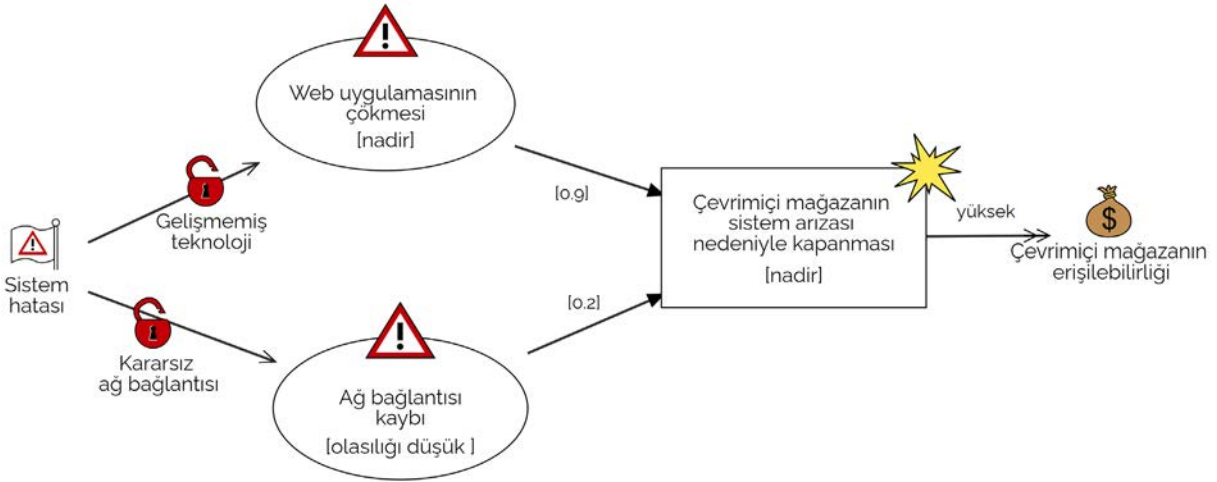 Web uygulamasının
çökmesi
[nadir]
Gelişmemiş
teknoloji
Sistem
hatası
Kararsız
ağ bağlantısı
Ağ bağlantısı
kaybı
[olasılığı düşük ]
[0.9]
[0.2]
Çevrimiçi mağazanın
sistem arızası
nedeniyle kapanması
[nadir]
yüksek
$
Çevrimiçi mağazanın
erişilebilirliği